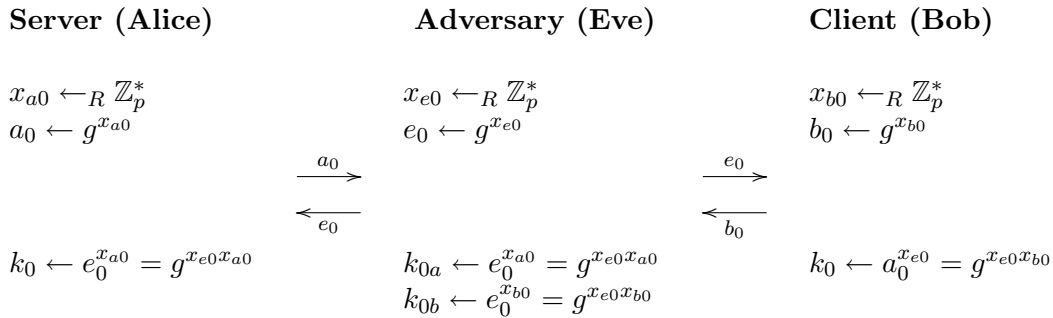 Server (Alice) Adversary (Eve) Client (Bob)
x_{a0} ←_R ℤ_p^* x_{e0} ←_R ℤ_p^* x_{b0} ←_R ℤ_p^*
a_0 ← g^{x_{a0}} e_0 ← g^{x_{e0}} b_0 ← g^{x_{b0}}
a_0 e_0
e_0 b_0
k_0 ← e_0^{x_{a0}} = g^{x_{e0}x_{a0}} k_{0a} ← e_0^{x_{a0}} = g^{x_{e0}x_{a0}} k_0 ← a_0^{x_{e0}} = g^{x_{e0}x_{b0}}
k_{0b} ← e_0^{x_{b0}} = g^{x_{e0}x_{b0}}